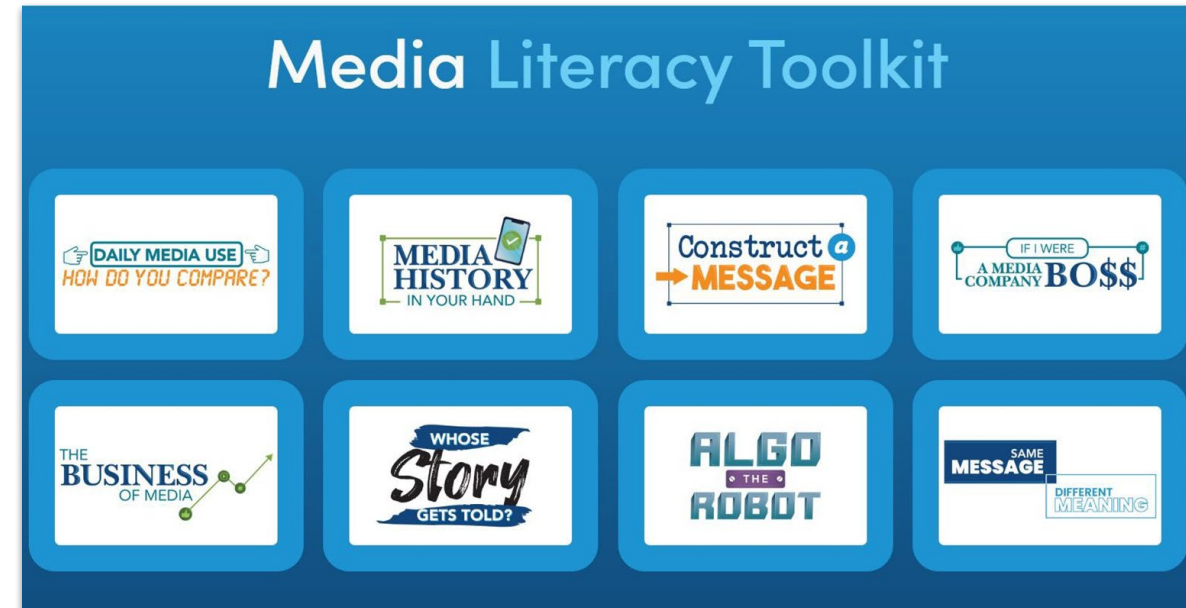 Media Literacy Toolkit
DAILY MEDIA USE
HOW DO YOU COMPARE?
MEDIA
HISTORY
IN YOUR HAND
Construct a
MESSAGE
IF I WERE
A MEDIA
COMPANY BO$$
THE
BUSINESS
OF MEDIA
WHOSE
Story
GETS TOLD?
ALGO
THE
ROBOT
SAME
MESSAGE
DIFFERENT
MEANING